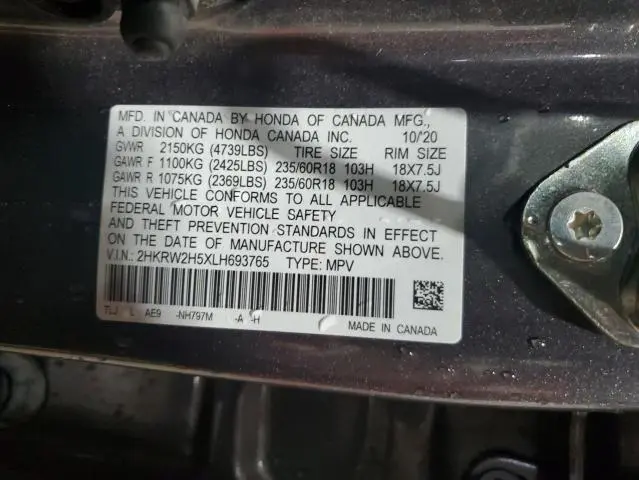 MFD. IN CANADA BY HONDA OF CANADA MFG.,
A DIVISION OF HONDA CANADA INC. 10/20
GVWR 2150KG (4739LBS) TIRE SIZE RIM SIZE
GAWR F 1100KG (2425LBS) 235/60R18 103H 18X7.5J
GAWR R 1075KG (2369LBS) 235/60R18 103H 18X7.5J
THIS VEHICLE CONFORMS TO ALL APPLICABLE
FEDERAL MOTOR VEHICLE SAFETY
AND THEFT PREVENTION STANDARDS IN EFFECT
ON THE DATE OF MANUFACTURE SHOWN ABOVE.
V.I.N.: 2HKRW2H5XLH693765 TYPE: MPV
TLJ L AE9 -NH797M -A -H MADE IN CANADA